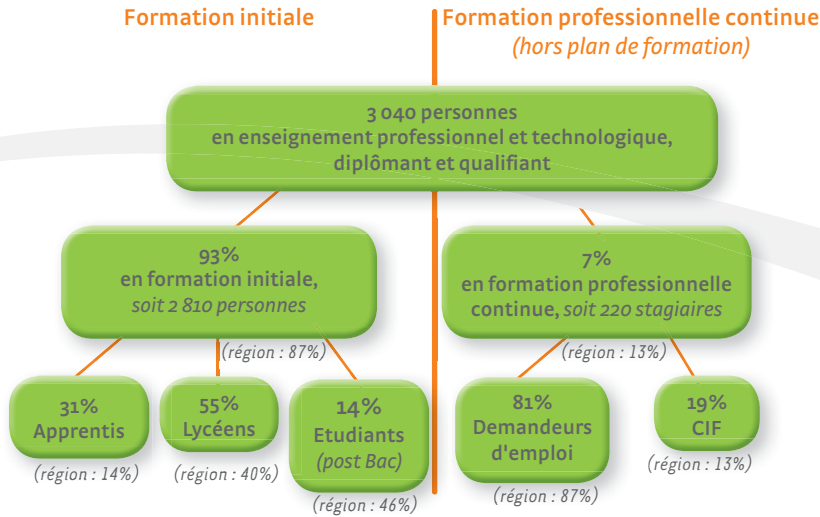 Formation initiale
Formation professionnelle continue
(hors plan de formation)
3 040 personnes
en enseignement professionnel et technologique,
diplômant et qualifiant
93%
en formation initiale,
soit 2 810 personnes
7%
en formation professionnelle
continue, soit 220 stagiaires
(région : 87%)
(région : 13%)
31%
Apprentis
(région : 14%)
55%
Lycéens
(région : 40%)
14%
Etudiants
(post Bac)
(région : 46%)
81%
Demandeurs
d'emploi
(région : 87%)
19%
CIF
(région : 13%)